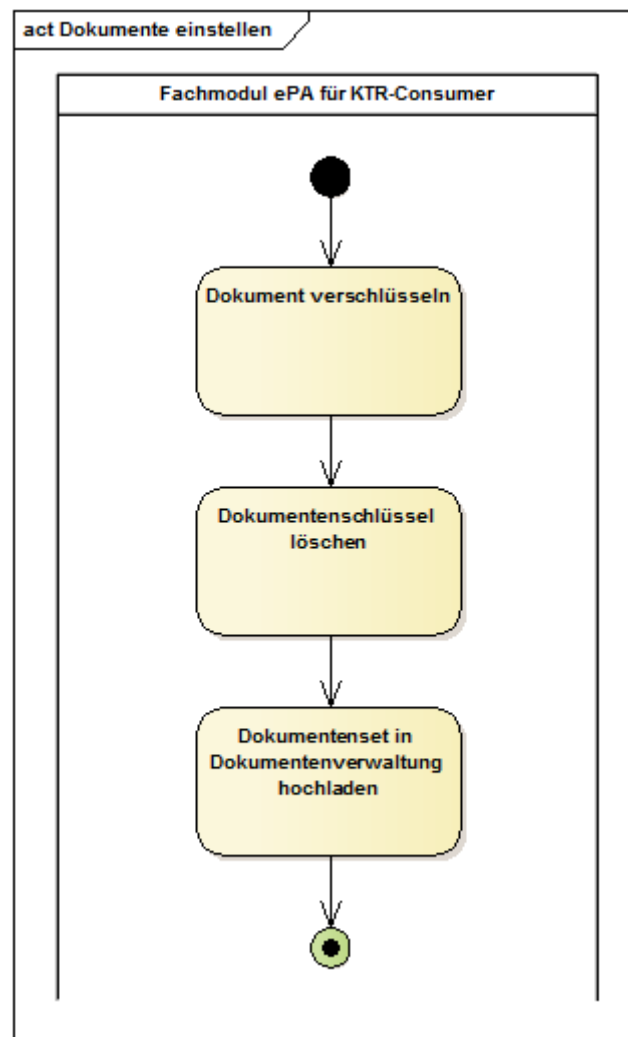 act Dokumente einstellen
Fachmodul ePA für KTR-Consumer
Dokument verschlüsseln
Dokumentenschlüssel
löschen
Dokumentenset in
Dokumentenverwaltung
hochladen